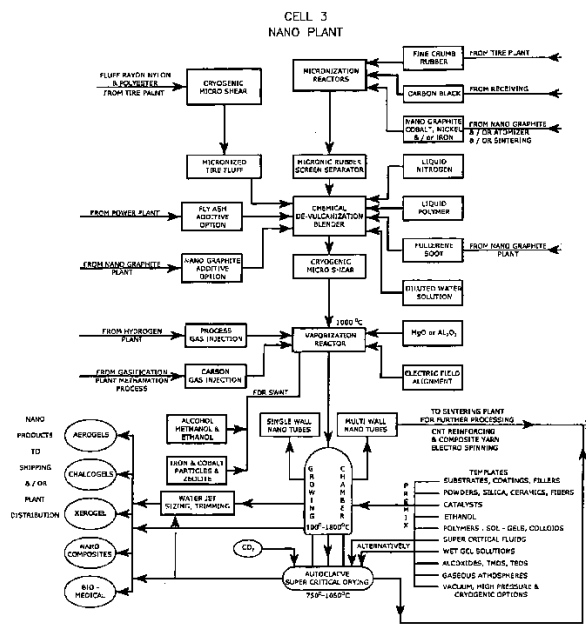 CELL 3
NANO PLANT
FINE CRUMB
RUBBER
FROM TIRE PLANT
FLUFF RAYON NYLON
& POLYESTER
FROM TIRE PALNT
CRYOGENIC
MICRO SHEAR
MICRONIZATION
REACTORS
CARBON BLACK
FROM RECEIVING
NANO GRAPHITE
COBALT, NICKEL
& / or IRON
FROM NANO GRAPHITE
& / OR ATOMIZER
& / OR SINTERING
MICRONIZED
TIRE FLUFF
MICRONIC RUBBER
SCREEN SEPARATOR
LIQUID
NITROGEN
FROM POWER PLANT
FLY ASH
ADDITIVE
OPTION
CHEMICAL
DE-VULCANIZATION
BLENDER
LIQUID
POLYMER
FULLERENE
SOOT
FROM NANO GRAPHITE
PLANT
FROM NANO GRAPHITE
PLANT
NANO GRAPHITE
ADDITIVE
OPTION
CRYOGENIC
MICRO SHEAR
DILUTED WATER
SOLUTION
1000 °C
FROM HYDROGEN
PLANT
PROCESS
GAS INJECTION
VAPORIZATION
REACTOR
MgO or Al2O3
FROM GASIFICATION
PLANT METHANATION
PROCESS
CARBON
GAS INJECTION
ELECTRIC FIELD
ALIGNMENT
FOR SWNT
NANO
PRODUCTS
TO
SHIPPING
& / OR
PLANT
DISTRIBUTION
AEROGELS
CHALCOGELS
XEROGEL
NANO
COMPOSITES
BIO -
MEDICAL
ALCOHOL
METHANOL &
ETHANOL
IRON & COBALT
PARTICLES &
ZEOLITE
SINGLE WALL
NANO TUBES
MULTI WALL
NANO TUBES
TO SINTERING PLANT
FOR FURTHER PROCESSING
CNT REINFORCING
& COMPOSITE YARN
ELECTRO SPINNING
WATER JET
SIZING, TRIMMING
GROWING
CHAMBER
100°-1800°C
PREMIX
TEMPLATES
SUBSTRATES, COATINGS, FILLERS
POWDERS, SILICA, CERAMICS, FIBERS
CATALYSTS
ETHANOL
POLYMERS - SOL - GELS, COLLOIDS
SUPER CRITICAL FLUIDS
WET GEL SOLUTIONS
ALCOXIDES, TMOS, TEOS
GASEOUS ATHESPHERES
VACUUM, HIGH PRESSURE &
CRYOGENIC OPTIONS
ALTERNATIVELY
CO2
AUTOCLAVE
SUPER CRITICAL DRYING
750°-1050°C